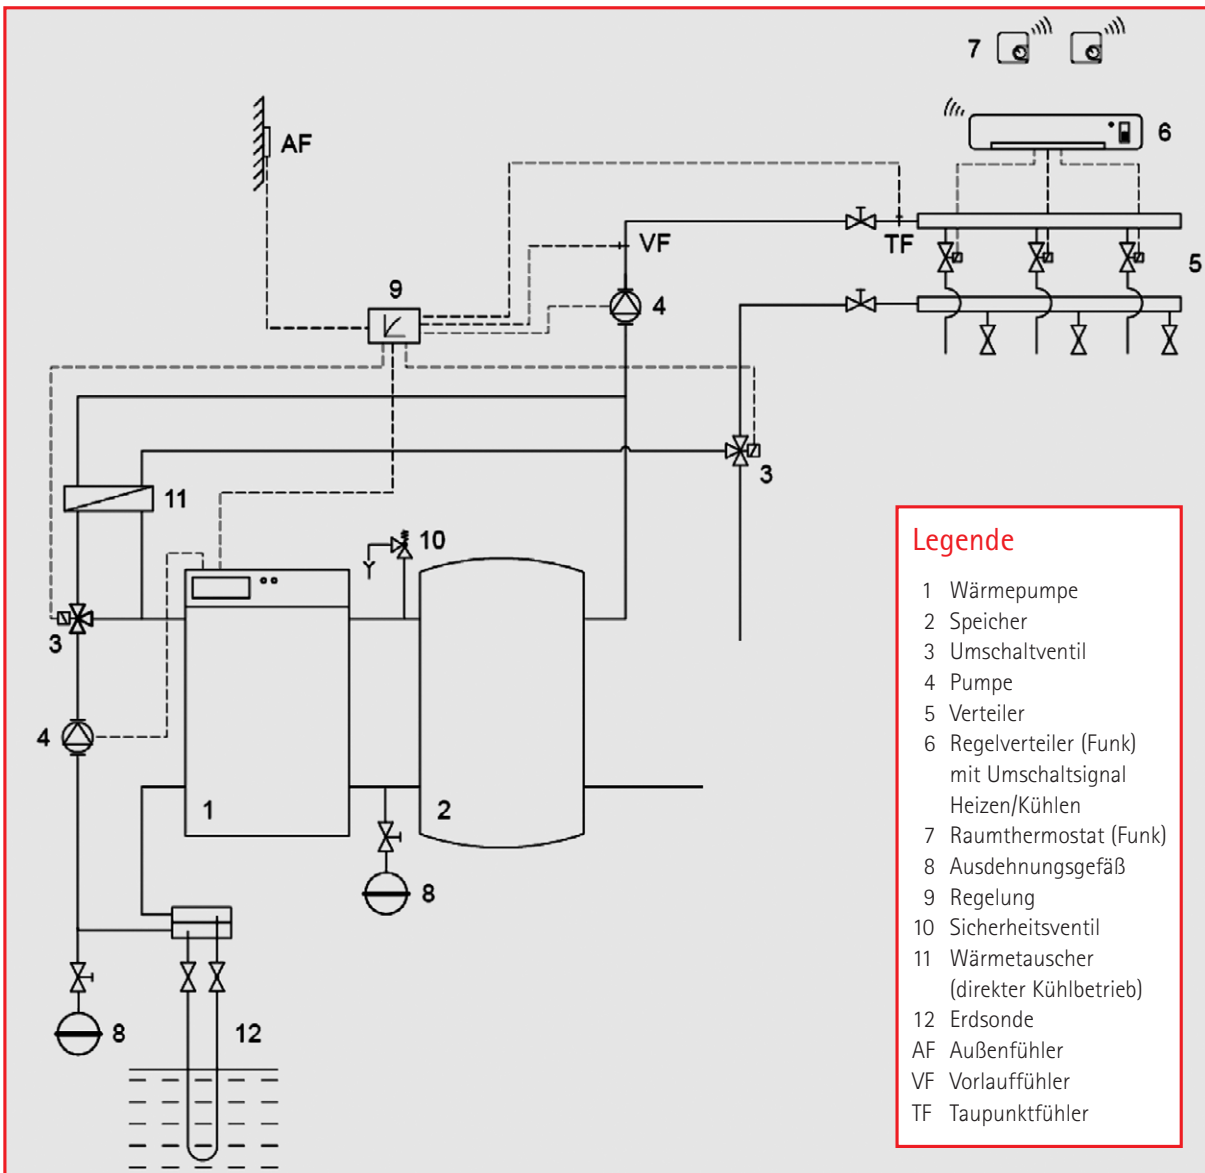 7
6
AF
VF
TF
5
9
4
3
11
10
3
4
1
2
8
8
12
Legende
1 Wärmepumpe
2 Speicher
3 Umschaltventil
4 Pumpe
5 Verteiler
6 Regelverteiler (Funk)
mit Umschaltsignal
Heizen/Kühlen
7 Raumthermostat (Funk)
8 Ausdehnungsgefäß
9 Regelung
10 Sicherheitsventil
11 Wärmetauscher
(direkter Kühlbetrieb)
12 Erdsonde
AF Außenfühler
VF Vorlauffühler
TF Taupunktfühler